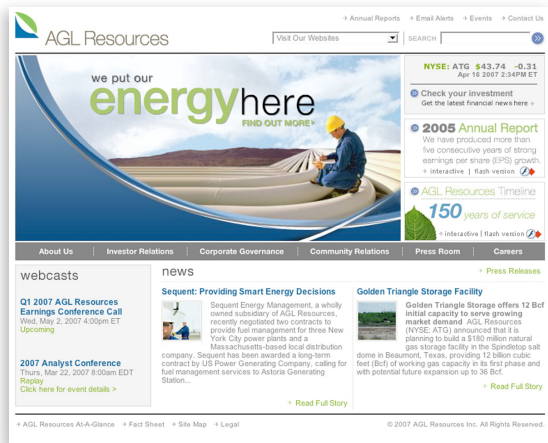 Annual Reports Email Alerts Events Contact Us
AGL Resources
Visit Our Websites
SEARCH
we put our
energy here
FIND OUT MORE
NYSE: ATG $43.74 -0.31
Apr 16 2007 2:34PM ET
Check your investment
Get the latest financial news here
2005 Annual Report
We have produced more than
five consecutive years of strong
earnings per share (EPS) growth.
interactive | flash version
AGL Resources Timeline
150 years of service
interactive | flash version
About Us Investor Relations Corporate Governance Community Relations Press Room Careers
webcasts
Q1 2007 AGL Resources
Earnings Conference Call
Wed, May 2, 2007 4:00pm ET
Upcoming
2007 Analyst Conference
Thurs, Mar 22, 2007 8:00am EDT
Replay
Click here for event details >
news
Press Releases
Sequent: Providing Smart Energy Decisions
Sequent Energy Management, a wholly
owned subsidiary of AGL Resources,
recently negotiated two contracts to
provide fuel management for three New
York City power plants and a
Massachusetts-based local distribution
company. Sequent has been awarded a long-term
contract by US Power Generating Company, calling for
fuel management services to Astoria Generating
Station...
Read Full Story
Golden Triangle Storage Facility
Golden Triangle Storage offers 12 Bcf
initial capacity to serve growing
market demand AGL Resources
(NYSE: ATG) announced that it is
planning to build a $180 million natural
gas storage facility in the Spindletop salt
dome in Beaumont, Texas, providing 12 billion cubic
feet (Bcf) of working gas capacity in its first phase and
with potential future expansion up to 36 Bcf.
Read Full Story
AGL Resources At-A-Glance Fact Sheet Site Map Legal
© 2007 AGL Resources Inc. All Rights Reserved.